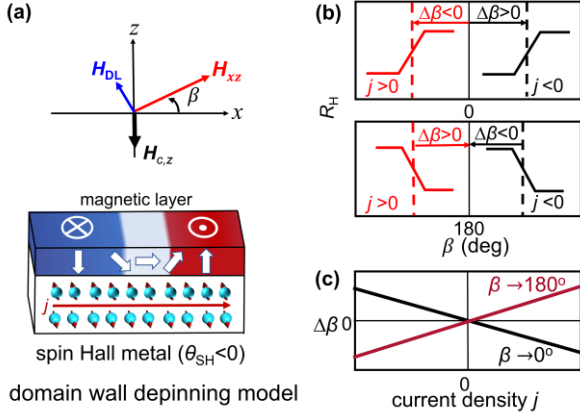 (a)
z
H_DL
H_xz
β
x
H_c,z
magnetic layer
j
spin Hall metal (θ_SH<0)
domain wall depinning model
(b)
Δβ<0 Δβ>0
j >0 j <0
R_H
0
Δβ>0 Δβ<0
j >0 j <0
180
β (deg)
(c)
β →180°
Δβ 0
β →0°
0
current density j